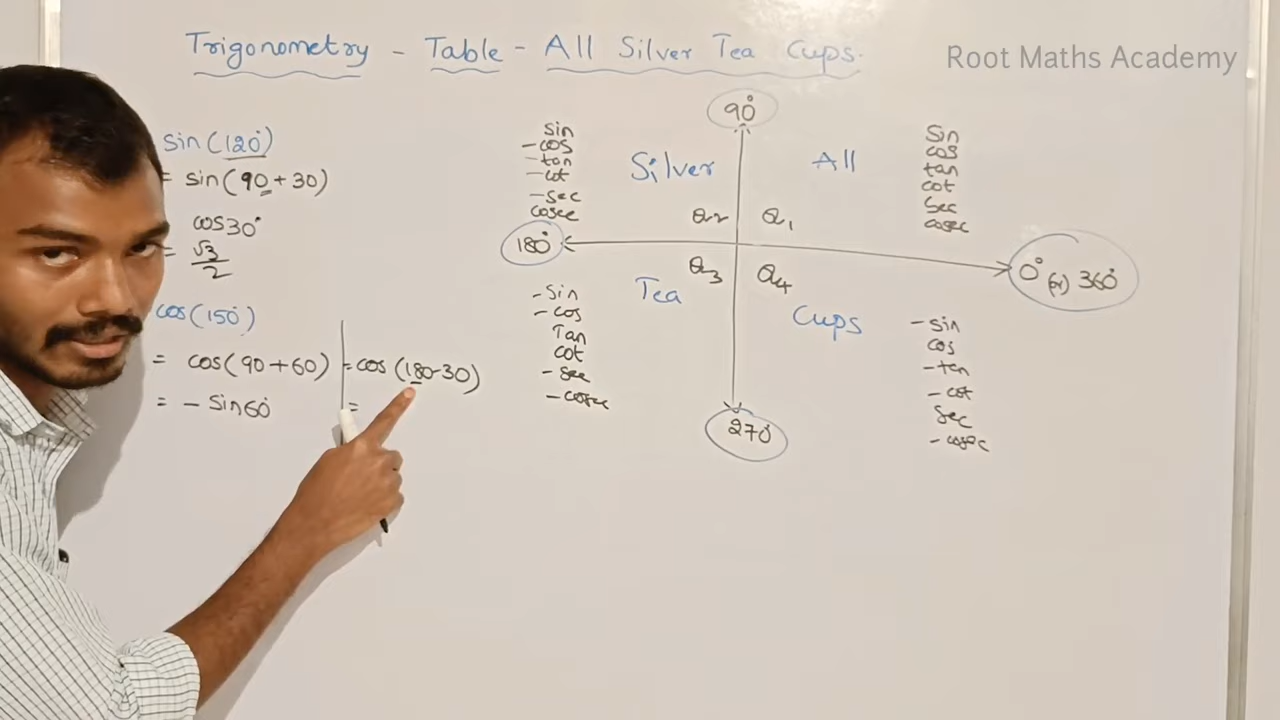 Trigonometry - Table - All Silver Tea Cups.
Root Maths Academy
sin(120°)
= sin(90+30)
cos30°
= √3/2
cos(150°)
= cos(90+60)
= - Sin60°
= cos (180-30)
=
90°
Silver
All
Q2
Q1
180°
0° (or) 360°
Q3
Q4
Tea
Cups
270°
sin
- cos
- tan
- cot
- sec
cosec
Sin
cos
tan
cot
Sec
cosec
- Sin
- cos
Tan
cot
- sec
- cosec
- sin
cos
- tan
- cot
Sec
- cosec